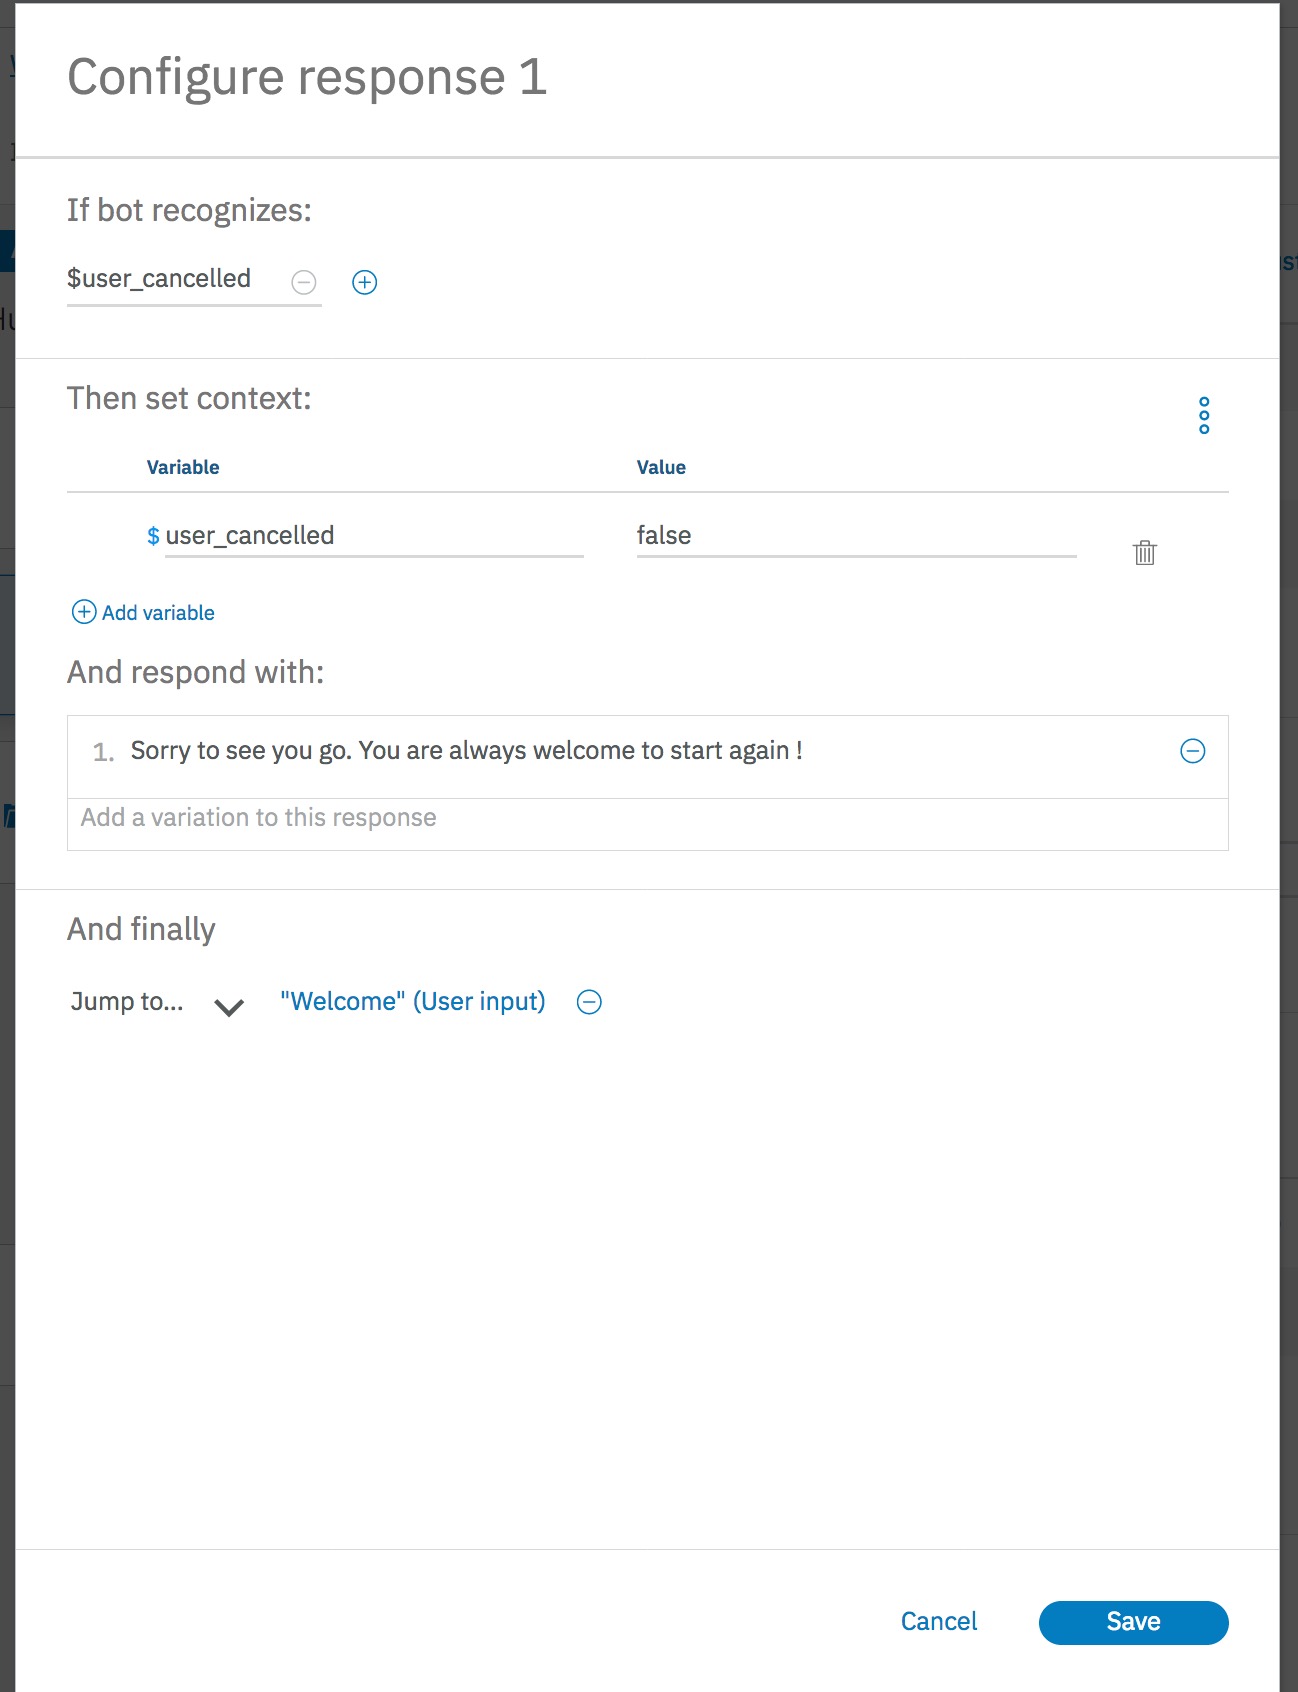 Configure response 1
If bot recognizes:
$user_cancelled
Then set context:
Variable Value
$ user_cancelled false
Add variable
And respond with:
1. Sorry to see you go. You are always welcome to start again !
Add a variation to this response
And finally
Jump to... "Welcome" (User input)
Cancel Save